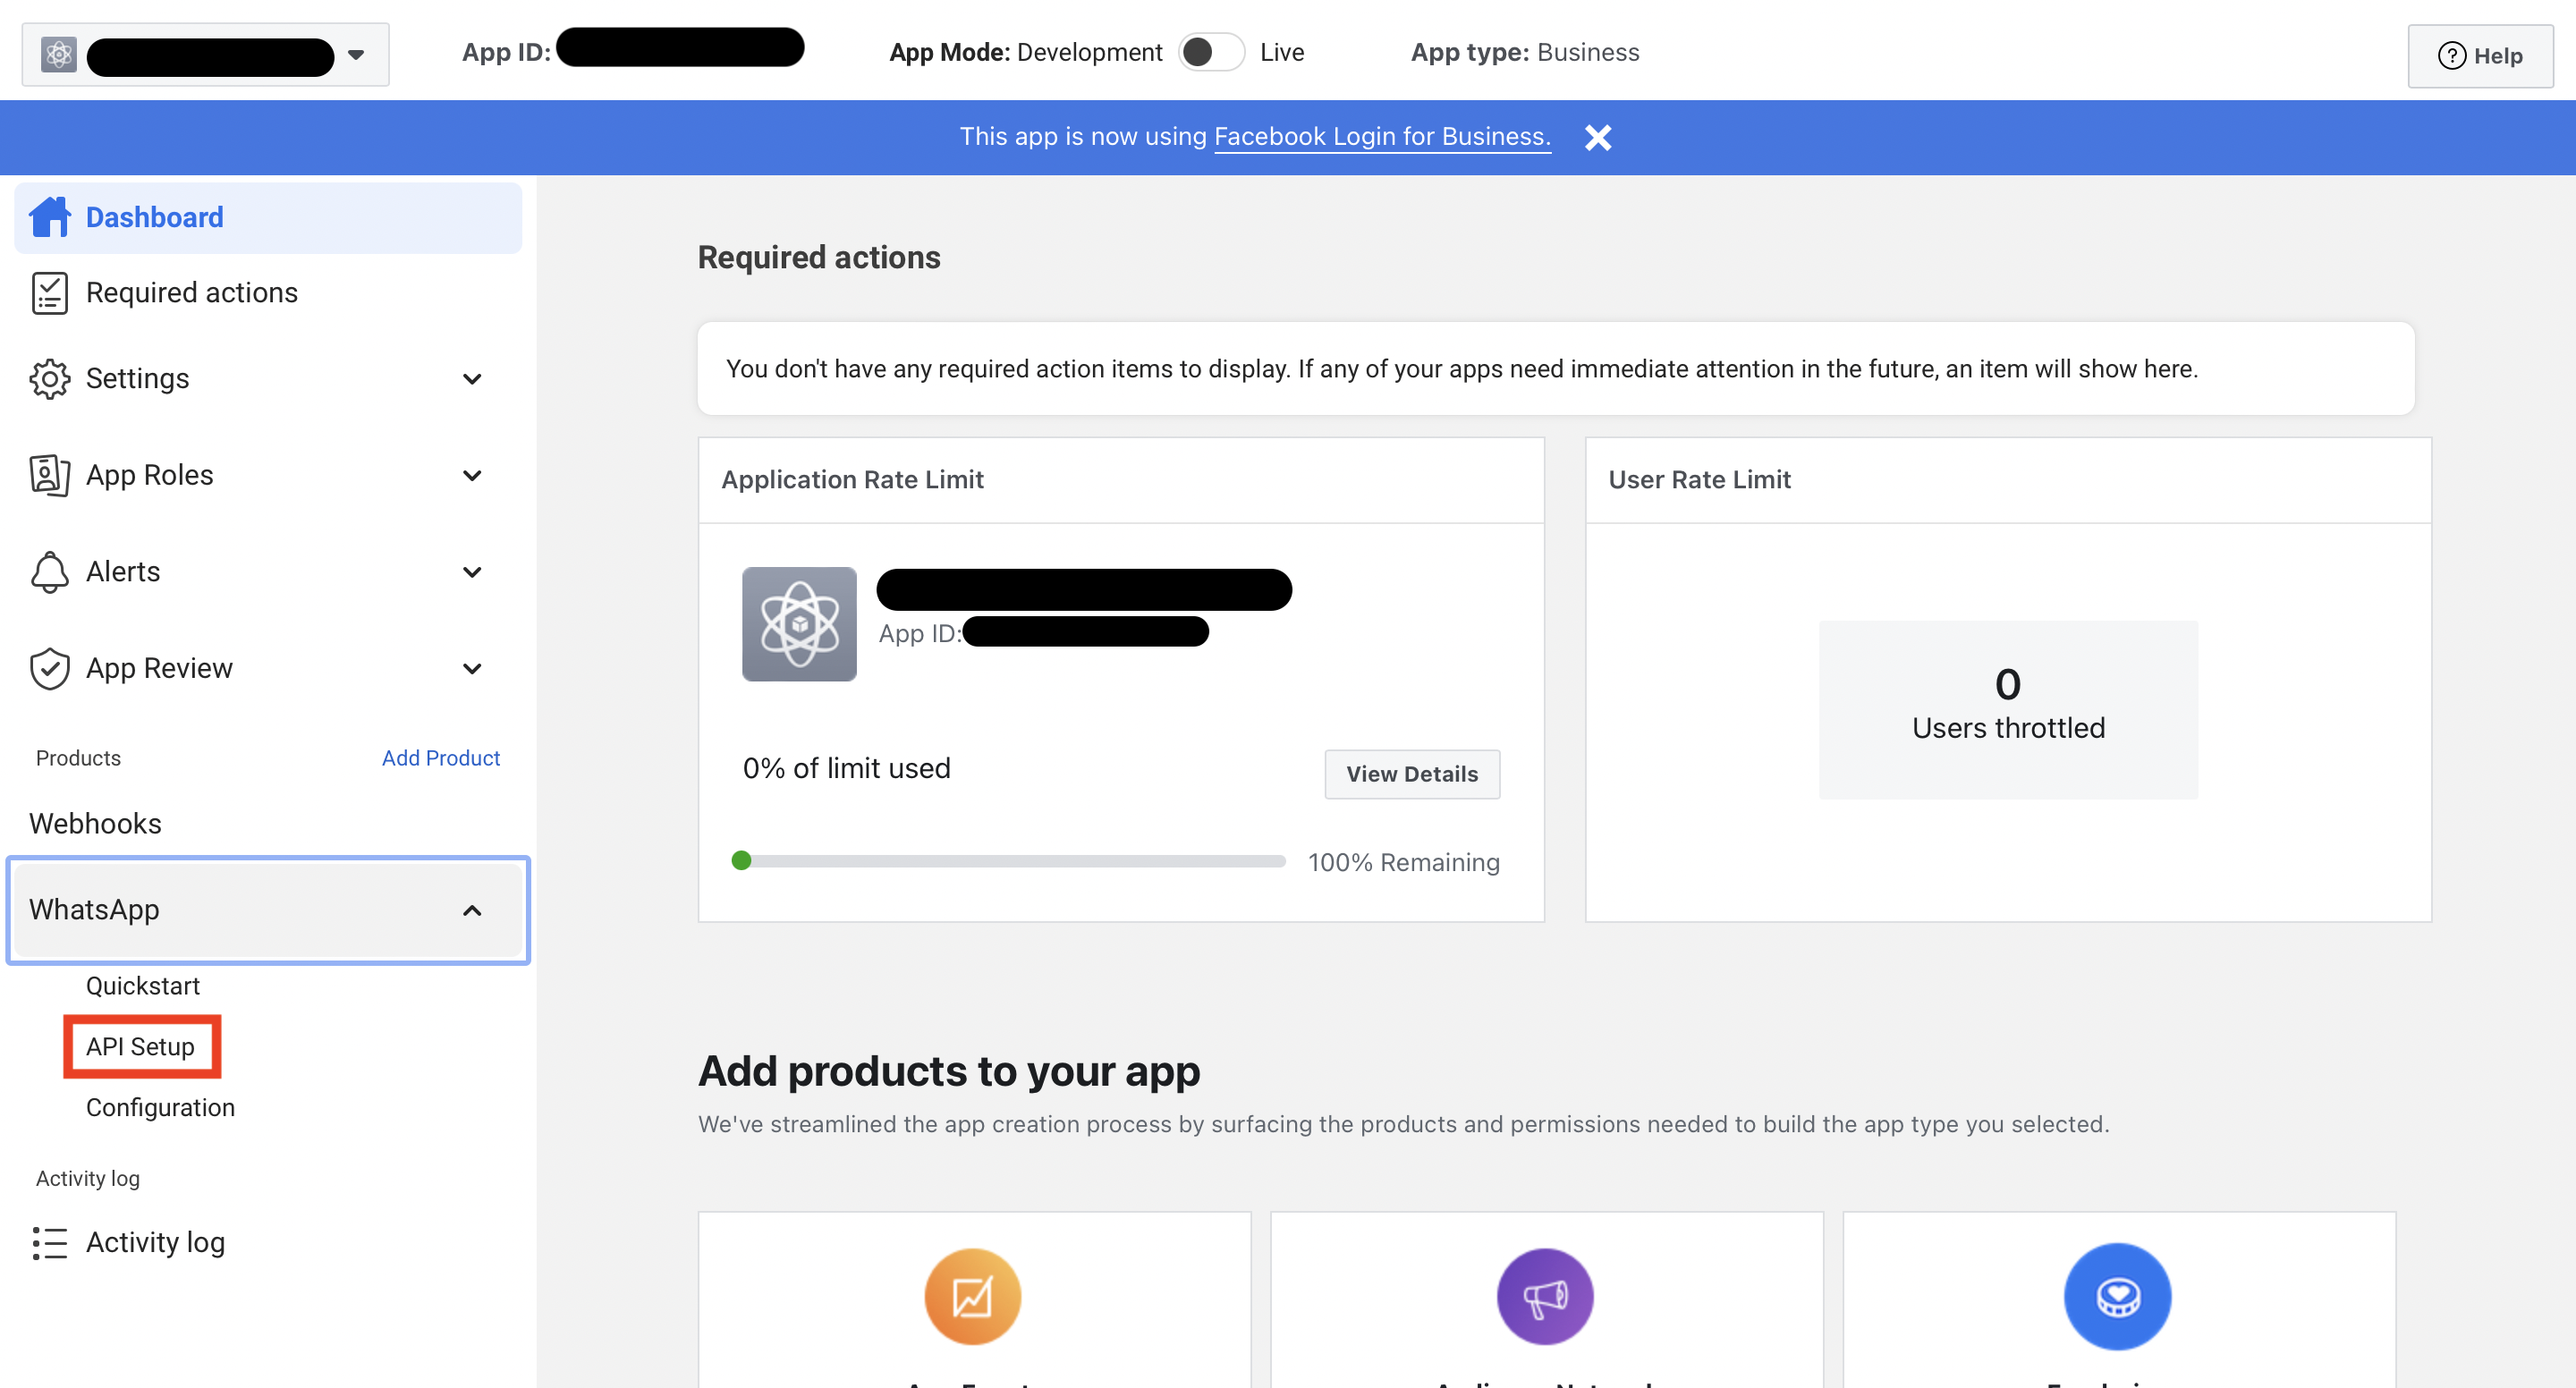 App ID:
App Mode: Development
Live
App type: Business
Help
This app is now using Facebook Login for Business.
Dashboard
Required actions
Settings
App Roles
Alerts
App Review
Products
Add Product
Webhooks
WhatsApp
Quickstart
API Setup
Configuration
Activity log
Activity log
Required actions
You don't have any required action items to display. If any of your apps need immediate attention in the future, an item will show here.
Application Rate Limit
App ID:
0% of limit used
View Details
100% Remaining
User Rate Limit
0
Users throttled
Add products to your app
We've streamlined the app creation process by surfacing the products and permissions needed to build the app type you selected.